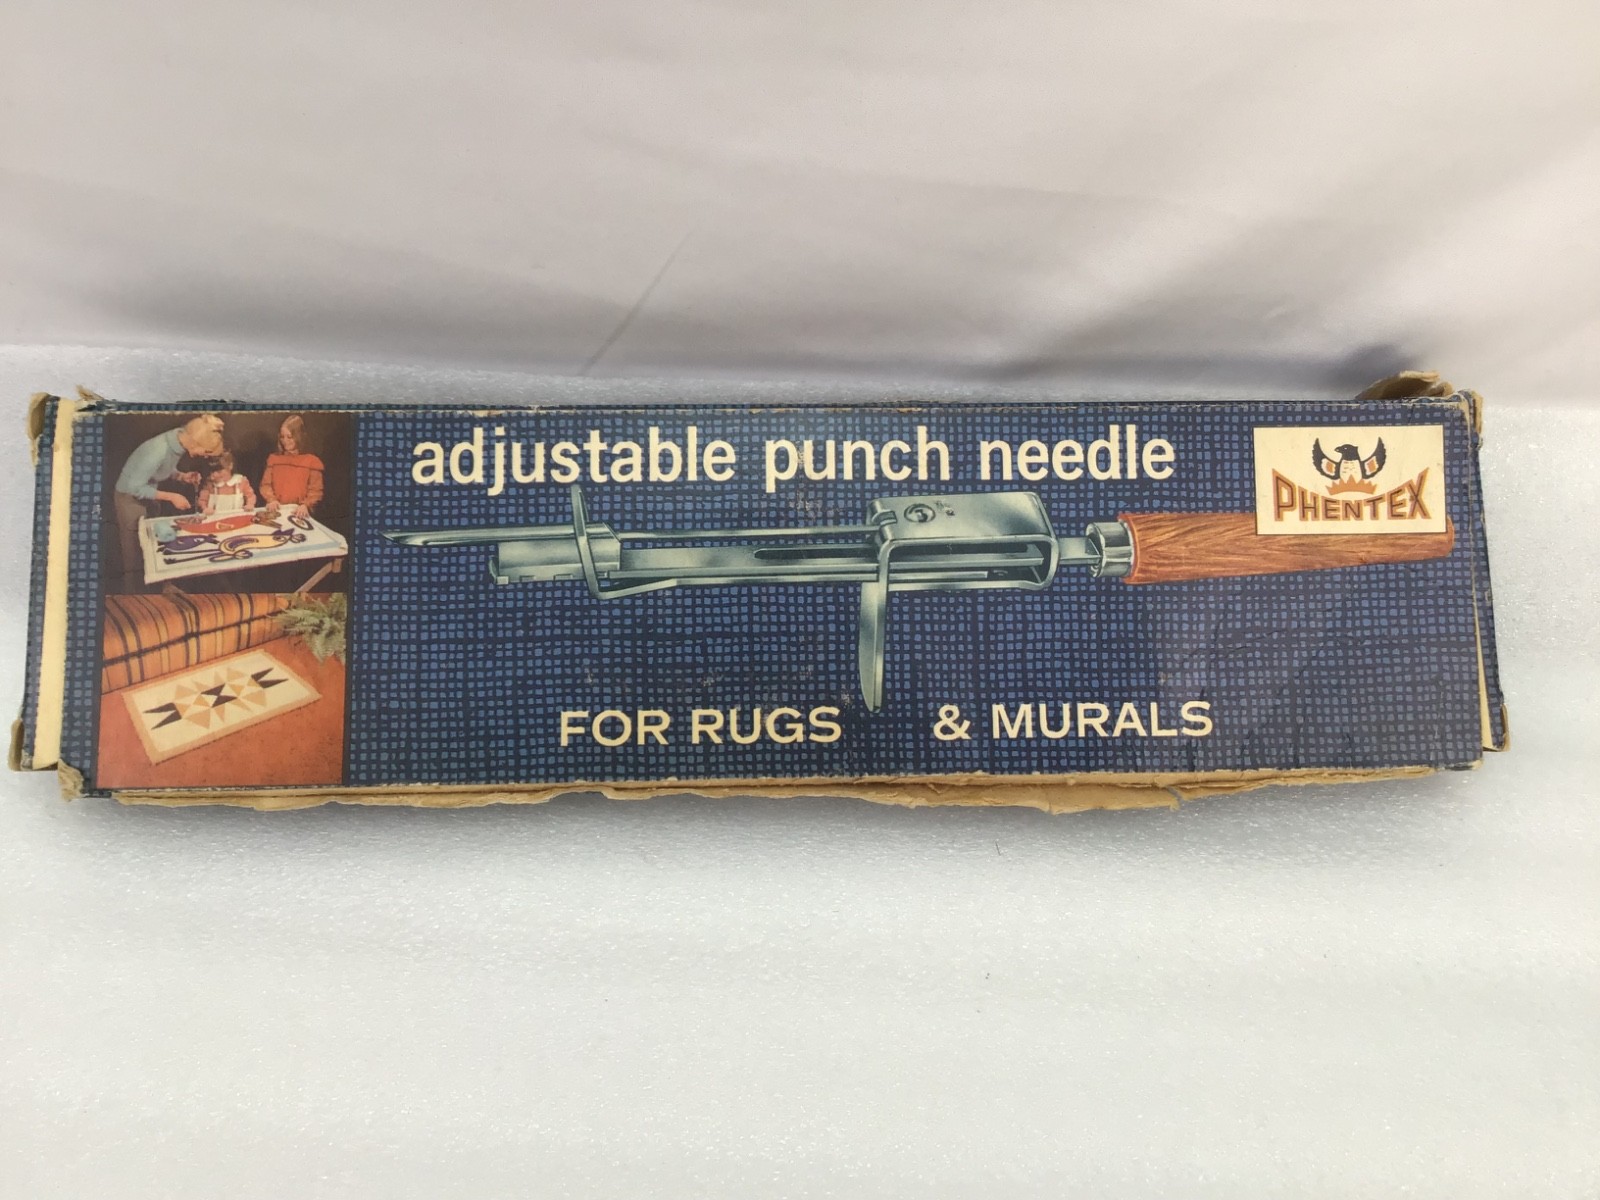 adjustable punch needle
PHENTEX
FOR RUGS & MURALS